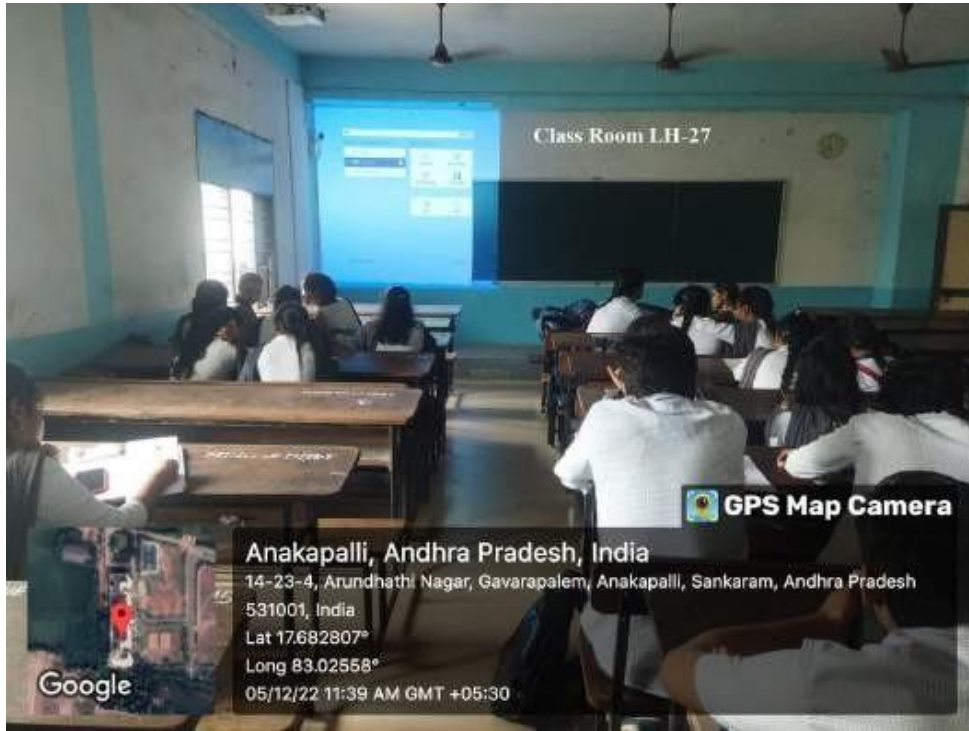 Class Room LH-27
GPS Map Camera
Anakapalli, Andhra Pradesh, India
14-23-4, Arundhathi Nagar, Gavarapalem, Anakapalli, Sankaram, Andhra Pradesh
531001, India
Lat 17.682807°
Long 83.02558°
05/12/22 11:39 AM GMT +05:30
Google